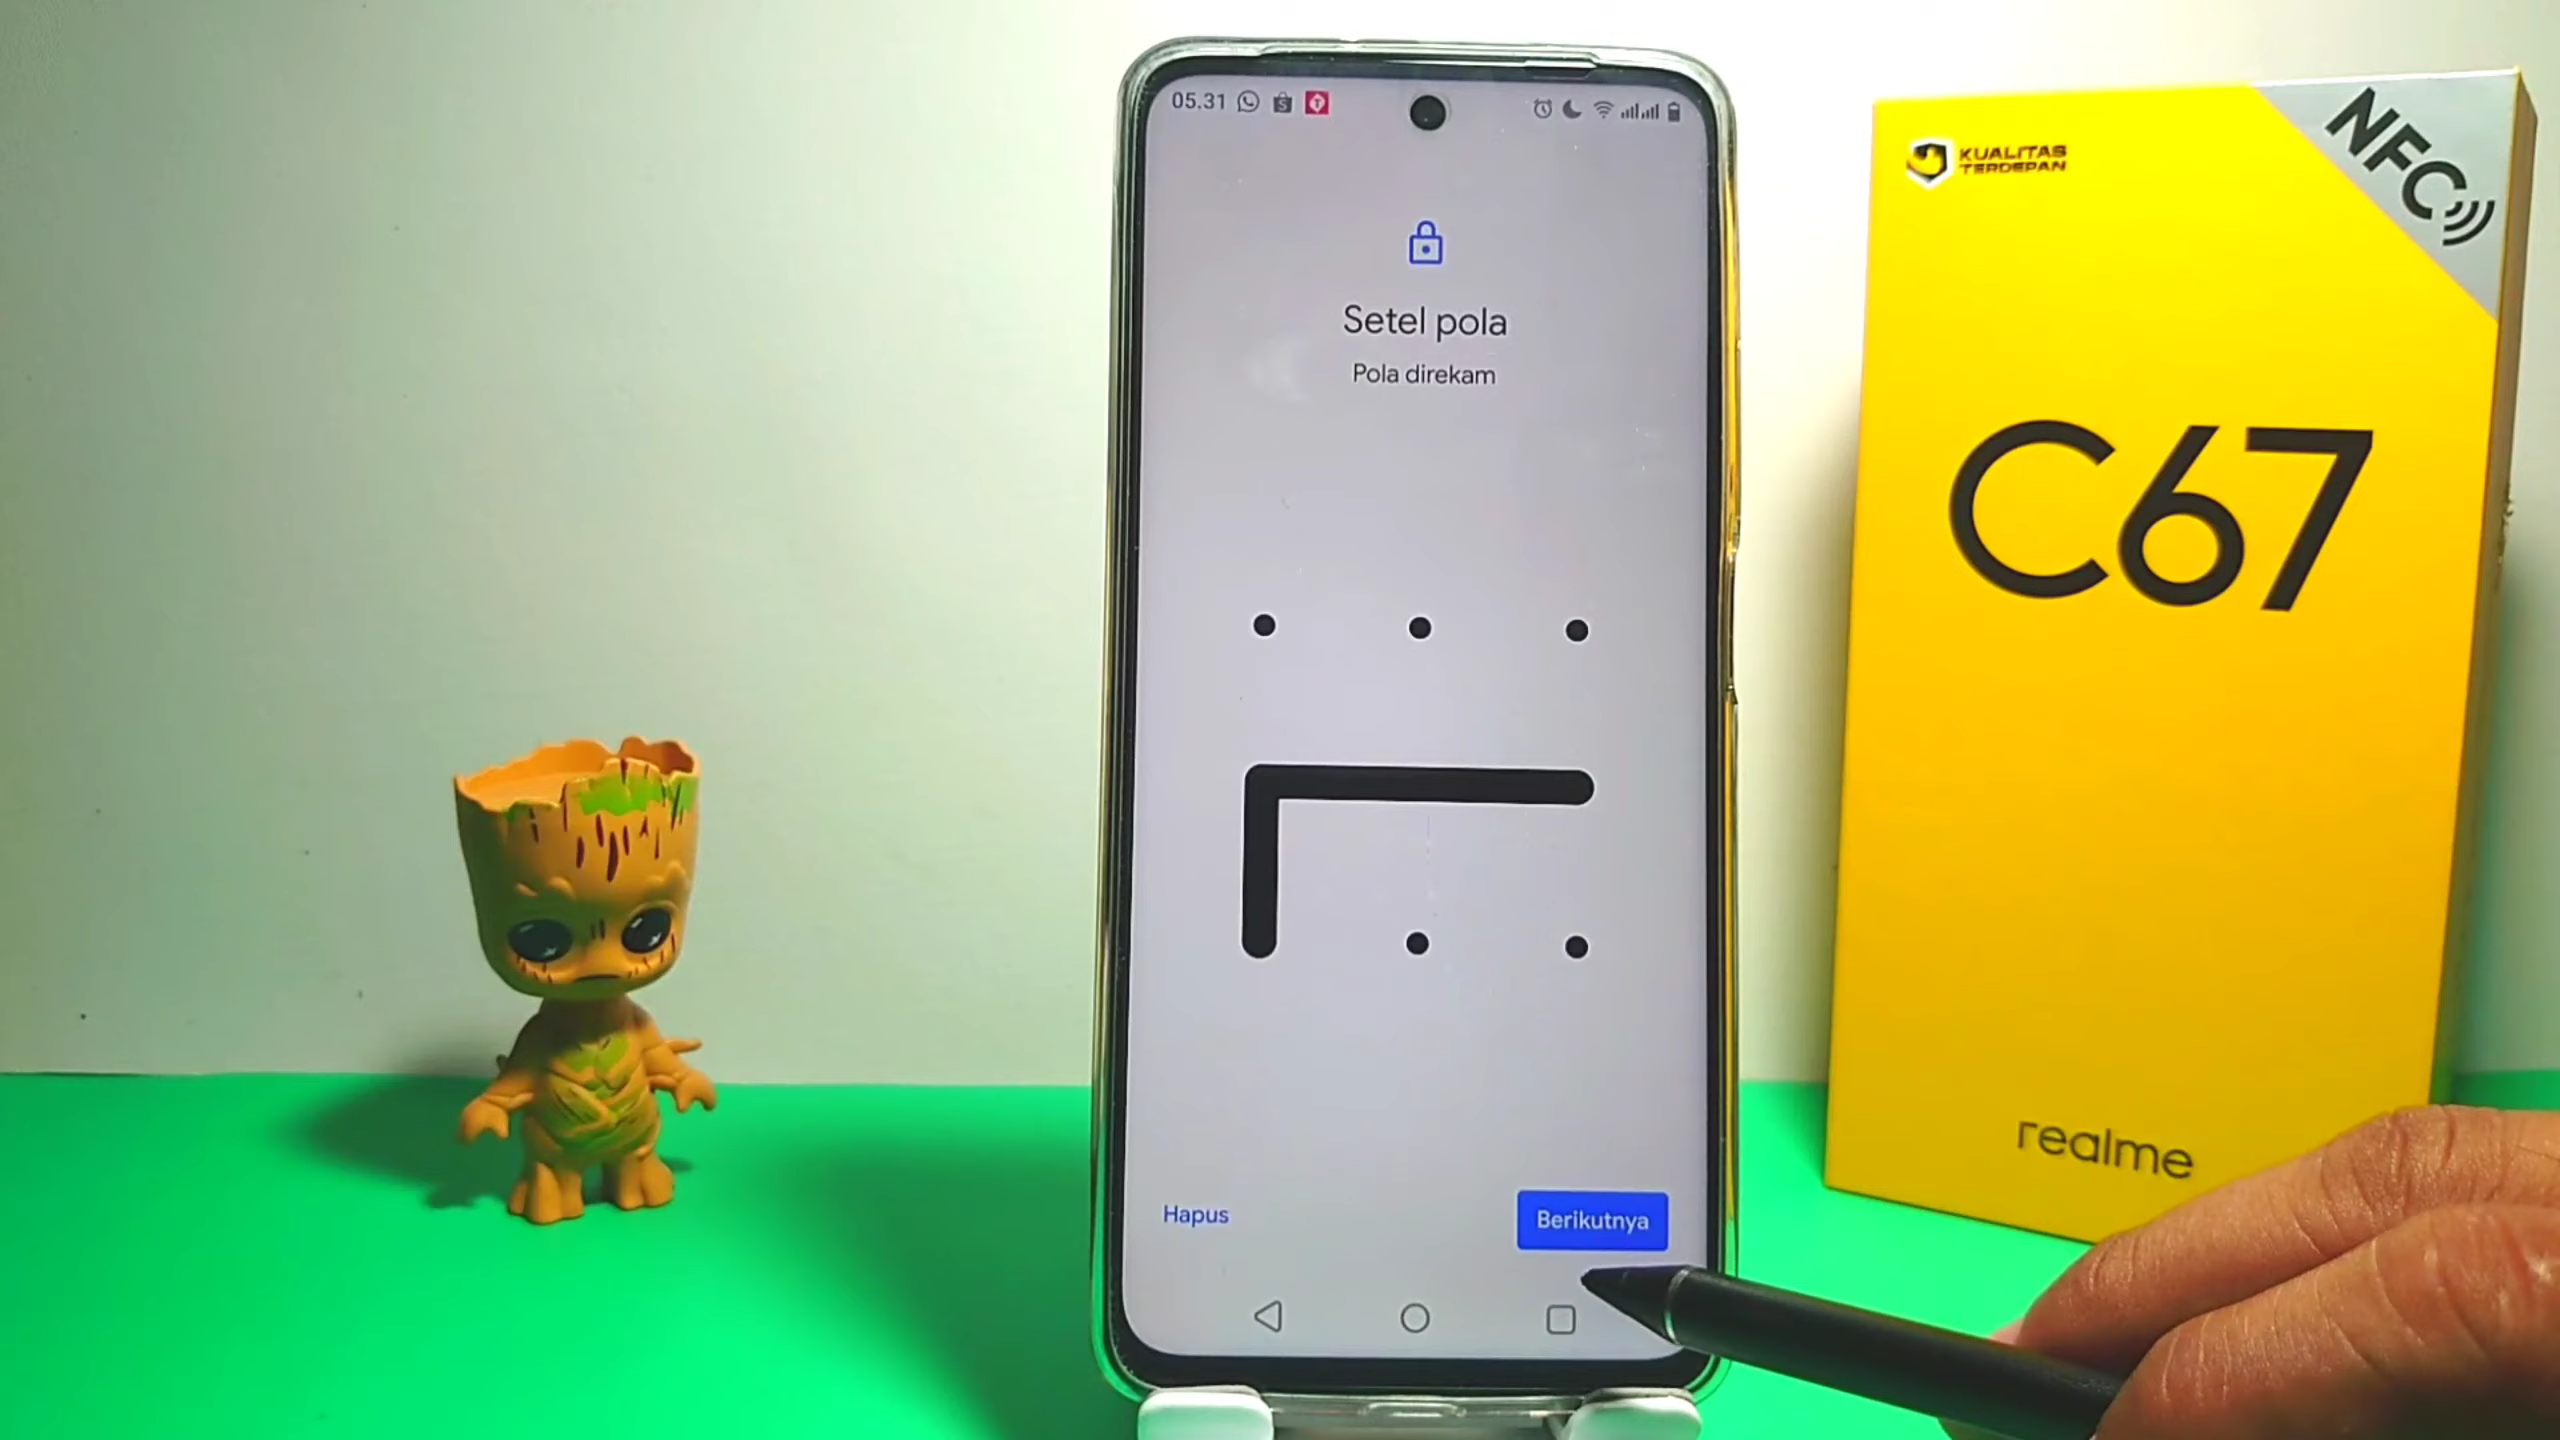 05.31
Setel pola
Pola direkam
Hapus
Berikutnya
KUALITAS
TERDEPAN
NFC
C67
realme